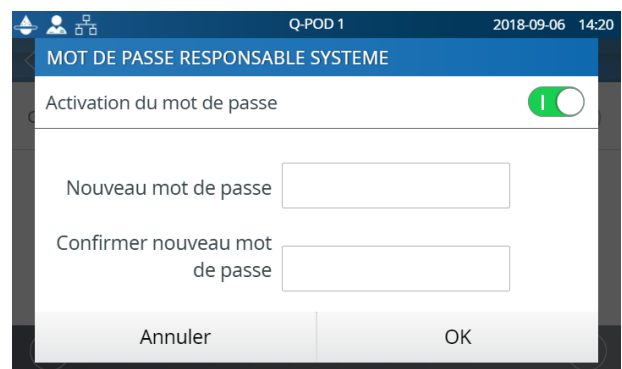 Q-POD 1 2018-09-06 14:20
MOT DE PASSE RESPONSABLE SYSTEME
Activation du mot de passe
Nouveau mot de passe
Confirmer nouveau mot
de passe
Annuler OK